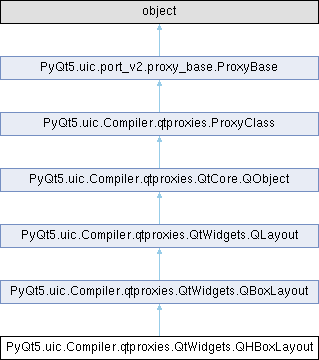 object
PyQt5.uic.port_v2.proxy_base.ProxyBase
PyQt5.uic.Compiler.qtproxies.ProxyClass
PyQt5.uic.Compiler.qtproxies.QtCore.QObject
PyQt5.uic.Compiler.qtproxies.QtWidgets.QLayout
PyQt5.uic.Compiler.qtproxies.QtWidgets.QBoxLayout
PyQt5.uic.Compiler.qtproxies.QtWidgets.QHBoxLayout